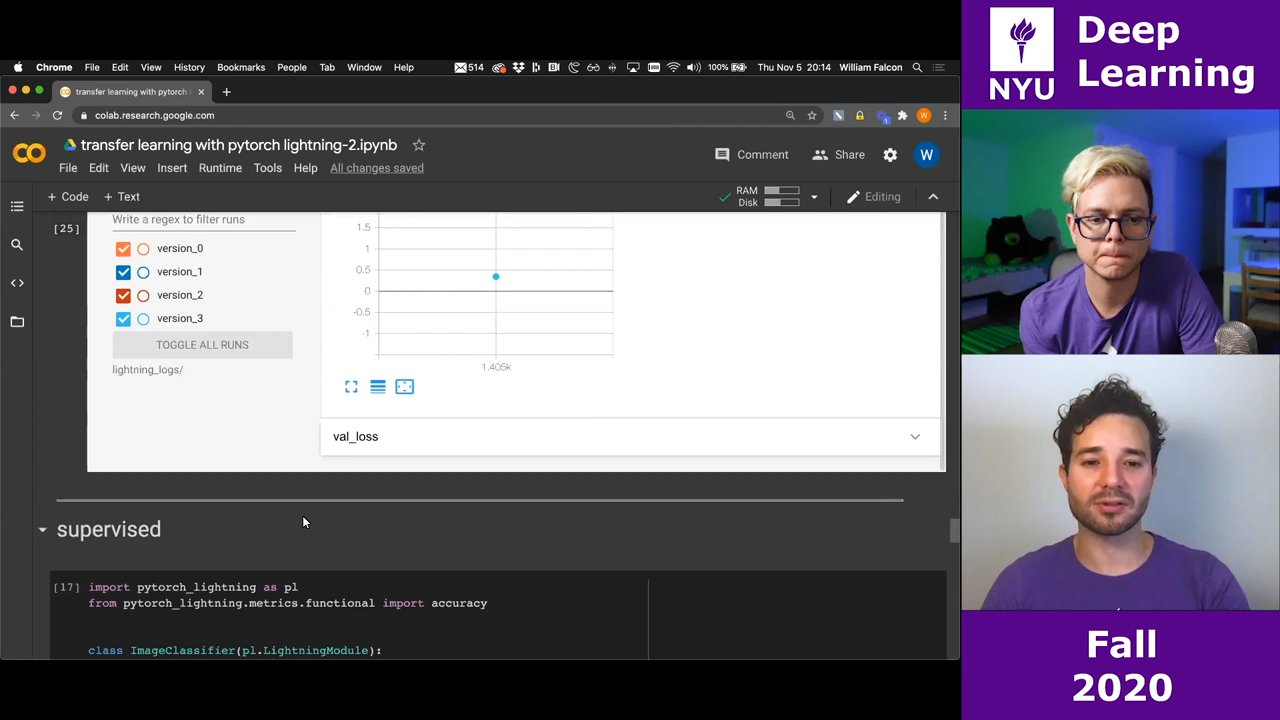 Chrome File Edit View History Bookmarks People Tab Window Help 514 100% Thu Nov 5 20:14 William Falcon
transfer learning with pytorch l
colab.research.google.com
W
transfer learning with pytorch lightning-2.ipynb
Comment Share W
File Edit View Insert Runtime Tools Help All changes saved
+ Code + Text RAM Disk Editing
[25] Write a regex to filter runs
version_0
version_1
version_2
version_3
TOGGLE ALL RUNS
lightning_logs/
1.5
1
0.5
0
-0.5
-1
1.405k
val_loss
supervised
[17] import pytorch_lightning as pl
from pytorch_lightning.metrics.functional import accuracy
class ImageClassifier(pl.LightningModule):
NYU
Deep
Learning
Fall
2020